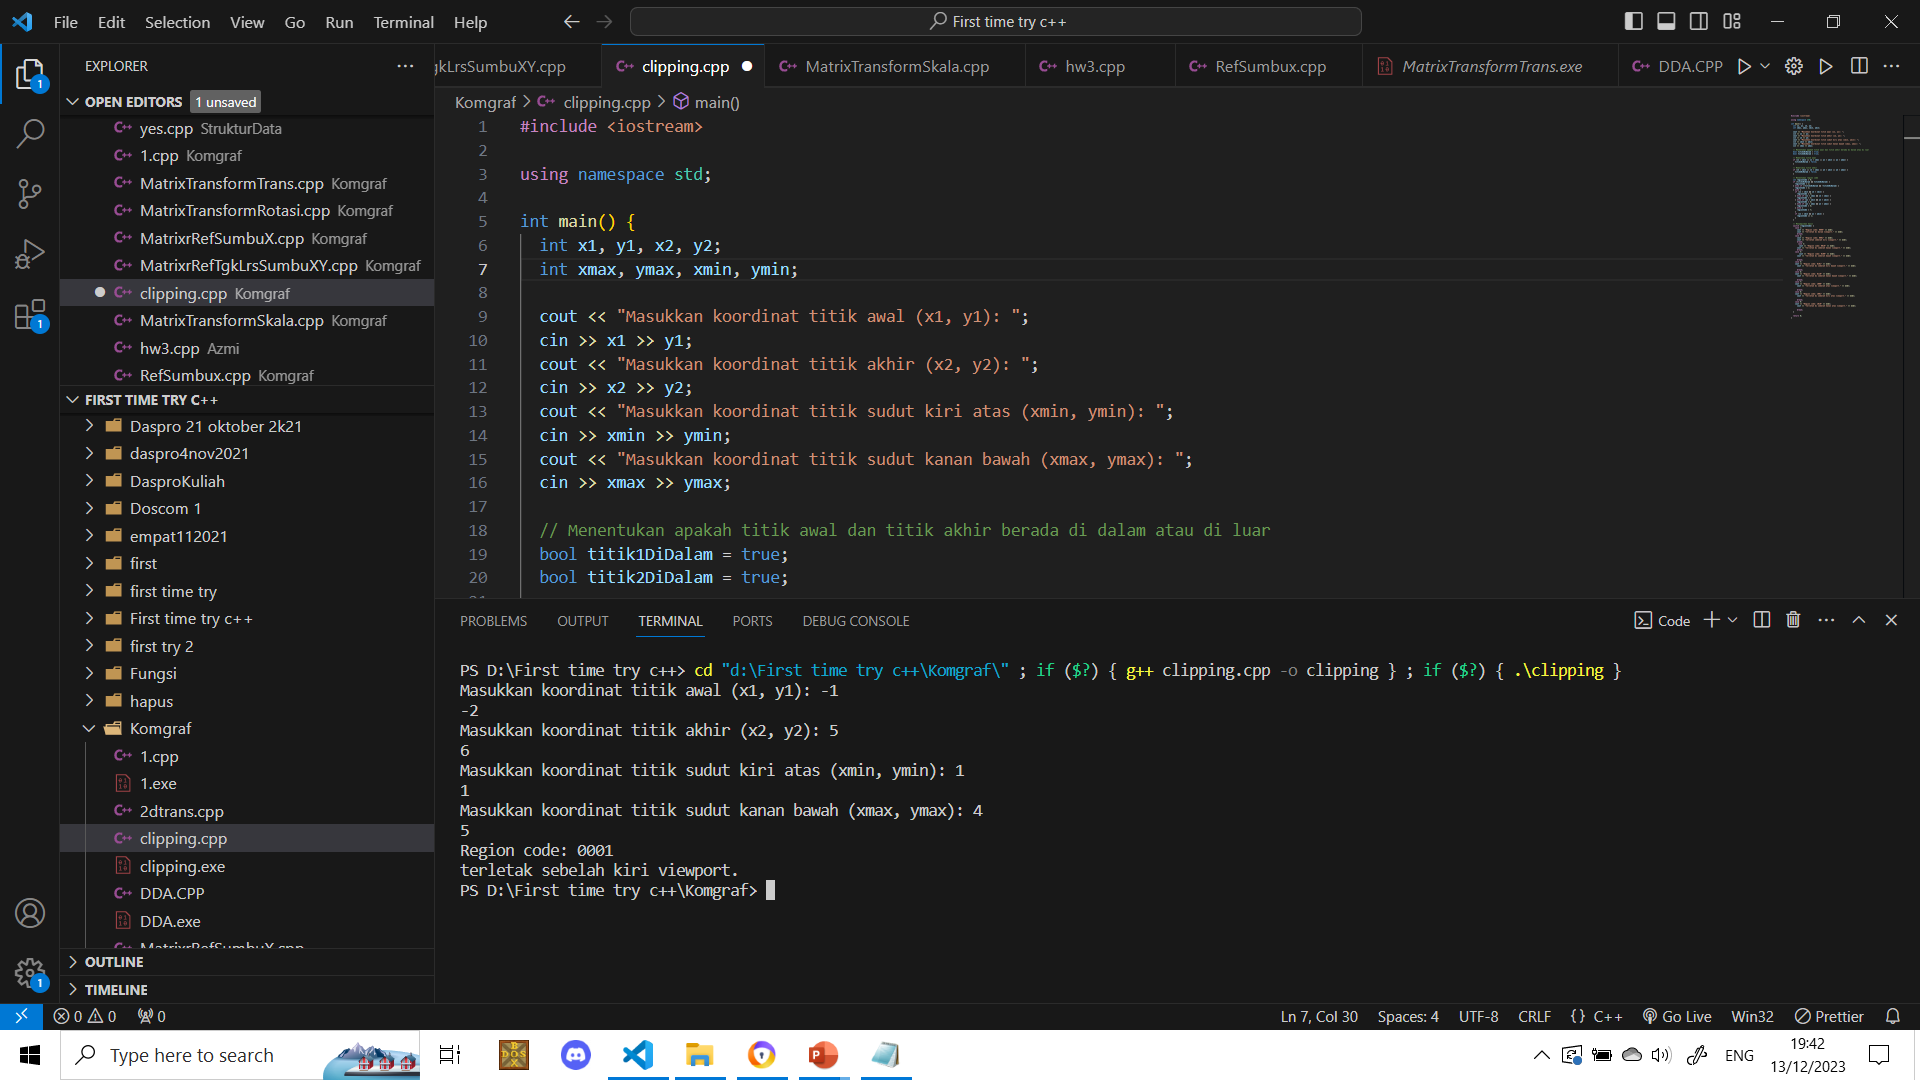 File Edit Selection View Go Run Terminal Help
First time try c++
EXPLORER
OPEN EDITORS 1 unsaved
yes.cpp StrukturData
1.cpp Komgraf
MatrixTransformTrans.cpp Komgraf
MatrixTransformRotasi.cpp Komgraf
MatrixrRefSumbuX.cpp Komgraf
MatrixrRefTgkLrsSumbuXY.cpp Komgraf
clipping.cpp Komgraf
MatrixTransformSkala.cpp Komgraf
hw3.cpp Azmi
RefSumbux.cpp Komgraf
FIRST TIME TRY C++
Daspro 21 oktober 2k21
daspro4nov2021
DasproKuliah
Doscom 1
empat112021
first
first time try
First time try c++
first try 2
Fungsi
hapus
Komgraf
1.cpp
1.exe
2dtrans.cpp
clipping.cpp
clipping.exe
DDA.CPP
DDA.exe
MatrixrRefSumbuX.cpp
OUTLINE
TIMELINE
gkLrsSumbuXY.cpp clipping.cpp MatrixTransformSkala.cpp hw3.cpp RefSumbux.cpp MatrixTransformTrans.exe DDA.CPP
Komgraf > clipping.cpp > main()
1 #include <iostream>
2
3 using namespace std;
4
5 int main() {
6 int x1, y1, x2, y2;
7 int xmax, ymax, xmin, ymin;
8
9 cout << "Masukkan koordinat titik awal (x1, y1): ";
10 cin >> x1 >> y1;
11 cout << "Masukkan koordinat titik akhir (x2, y2): ";
12 cin >> x2 >> y2;
13 cout << "Masukkan koordinat titik sudut kiri atas (xmin, ymin): ";
14 cin >> xmin >> ymin;
15 cout << "Masukkan koordinat titik sudut kanan bawah (xmax, ymax): ";
16 cin >> xmax >> ymax;
17
18 // Menentukan apakah titik awal dan titik akhir berada di dalam atau di luar
19 bool titik1DiDalam = true;
20 bool titik2DiDalam = true;
PROBLEMS OUTPUT TERMINAL PORTS DEBUG CONSOLE
Code
PS D:\First time try c++> cd "d:\First time try c++\Komgraf\" ; if ($?) { g++ clipping.cpp -o clipping } ; if ($?) { .\clipping }
Masukkan koordinat titik awal (x1, y1): -1
-2
Masukkan koordinat titik akhir (x2, y2): 5
6
Masukkan koordinat titik sudut kiri atas (xmin, ymin): 1
1
Masukkan koordinat titik sudut kanan bawah (xmax, ymax): 4
5
Region code: 0001
terletak sebelah kiri viewport.
PS D:\First time try c++\Komgraf>
0 0 0
Ln 7, Col 30 Spaces: 4 UTF-8 CRLF {} C++ Go Live Win32 Prettier
Type here to search
ENG
19:42
13/12/2023